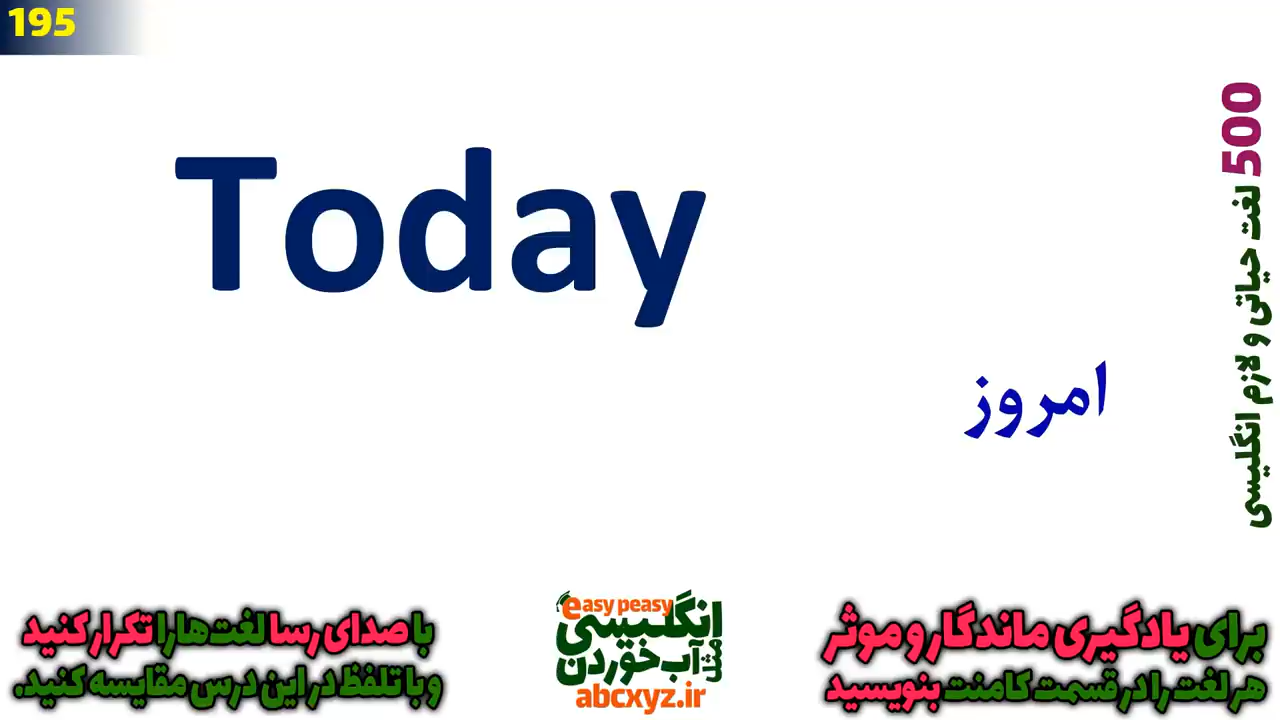 195
Today
امروز
500 لغت حیاتی و لازم انگلیسی
برای یادگیری ماندگار و موثر
هر لغت را در قسمت کامنت بنویسید
easy peasy
انگلیسی
مثل آب خوردن
abcxyz.ir
با صدای رسا لغت‌ها را تکرار کنید
و با تلفظ در این درس مقایسه کنید.